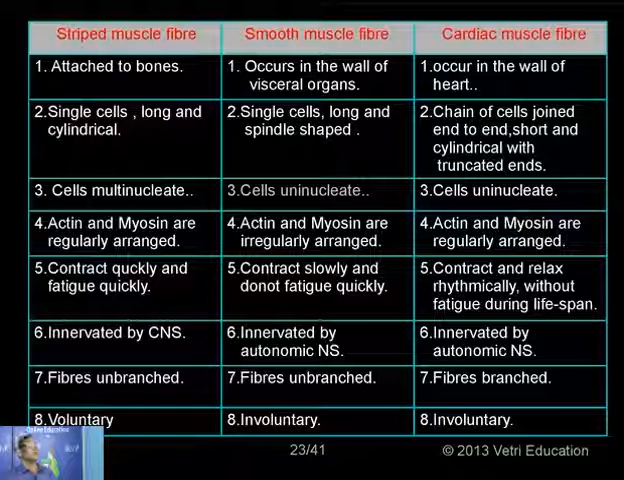 Striped muscle fibre
Smooth muscle fibre
Cardiac muscle fibre
1. Attached to bones.
1. Occurs in the wall of
visceral organs.
1.occur in the wall of
heart..
2.Single cells , long and
cylindrical.
2.Single cells, long and
spindle shaped .
2.Chain of cells joined
end to end,short and
cylindrical with
truncated ends.
3. Cells multinucleate..
3.Cells uninucleate..
3.Cells uninucleate.
4.Actin and Myosin are
regularly arranged.
4.Actin and Myosin are
irregularly arranged.
4.Actin and Myosin are
regularly arranged.
5.Contract quckly and
fatigue quickly.
5.Contract slowly and
donot fatigue quickly.
5.Contract and relax
rhythmically, without
fatigue during life-span.
6.Innervated by CNS.
6.Innervated by
autonomic NS.
6.Innervated by
autonomic NS.
7.Fibres unbranched.
7.Fibres unbranched.
7.Fibres branched.
8.Voluntary
8.Involuntary.
8.Involuntary.
23/41
© 2013 Vetri Education